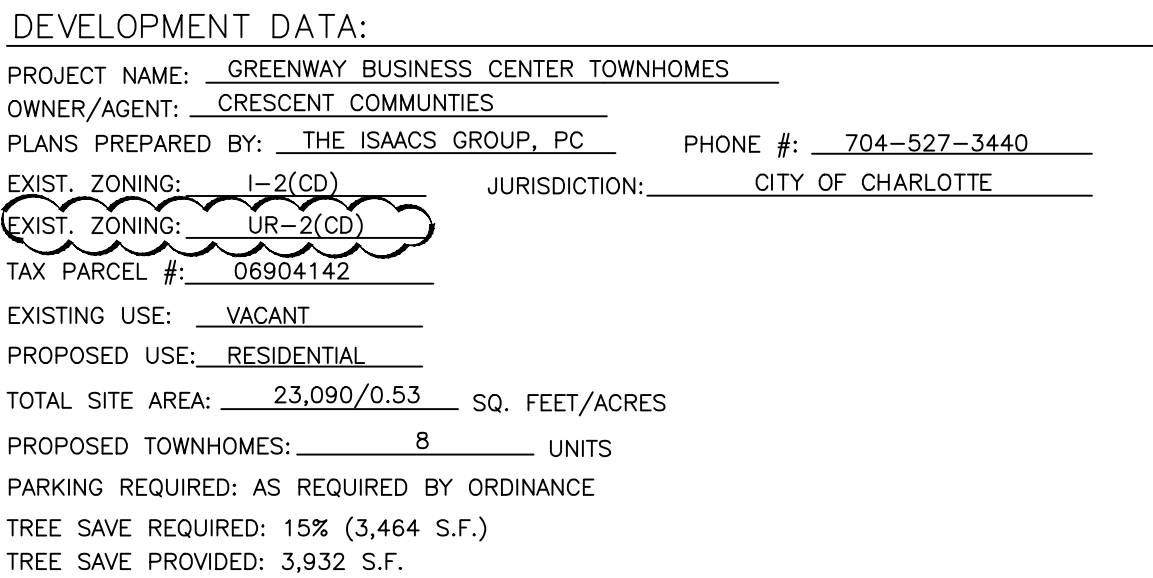 DEVELOPMENT DATA:
PROJECT NAME: GREENWAY BUSINESS CENTER TOWNHOMES
OWNER/AGENT: CRESCENT COMMUNTIES
PLANS PREPARED BY: THE ISAACS GROUP, PC PHONE #: 704-527-3440
EXIST. ZONING: I-2(CD) JURISDICTION: CITY OF CHARLOTTE
EXIST. ZONING: UR-2(CD)
TAX PARCEL #: 06904142
EXISTING USE: VACANT
PROPOSED USE: RESIDENTIAL
TOTAL SITE AREA: 23,090/0.53 SQ. FEET/ACRES
PROPOSED TOWNHOMES: 8 UNITS
PARKING REQUIRED: AS REQUIRED BY ORDINANCE
TREE SAVE REQUIRED: 15% (3,464 S.F.)
TREE SAVE PROVIDED: 3,932 S.F.